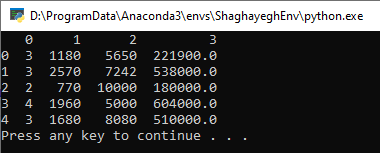 D:\ProgramData\Anaconda3\envs\ShaghayeghEnv\python.exe
0 1 2 3
0 3 1180 5650 221900.0
1 3 2570 7242 538000.0
2 2 770 10000 180000.0
3 4 1960 5000 604000.0
4 3 1680 8080 510000.0
Press any key to continue . . .